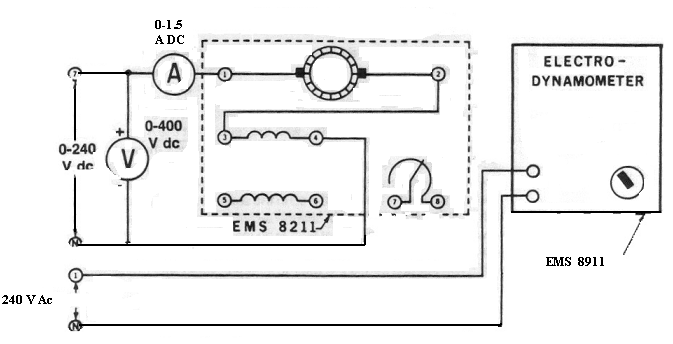 0-1.5
A DC
ELECTRO-
DYNAMOMETER
7
A
1
2
+
0-400
V dc
3
4
0-240
V dc
V
-
5
6
7
8
EMS 8211
N
EMS 8911
1
240 V Ac
N